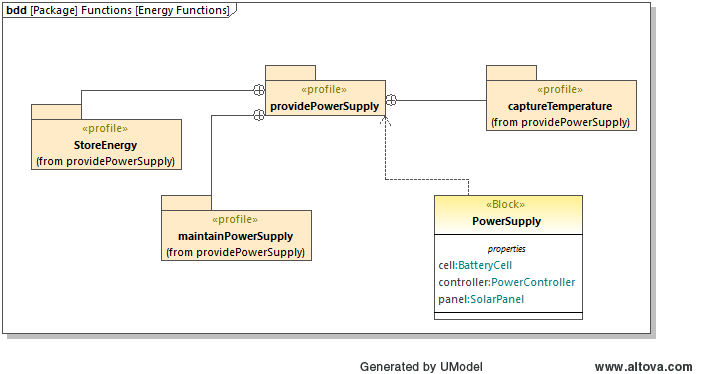 bdd [Package] Functions [Energy Functions]
«profile»
providePowerSupply
«profile»
captureTemperature
(from providePowerSupply)
«profile»
StoreEnergy
(from providePowerSupply)
«profile»
maintainPowerSupply
(from providePowerSupply)
«Block»
PowerSupply
properties
cell:BatteryCell
controller:PowerController
panel:SolarPanel
Generated by UModel
www.altova.com